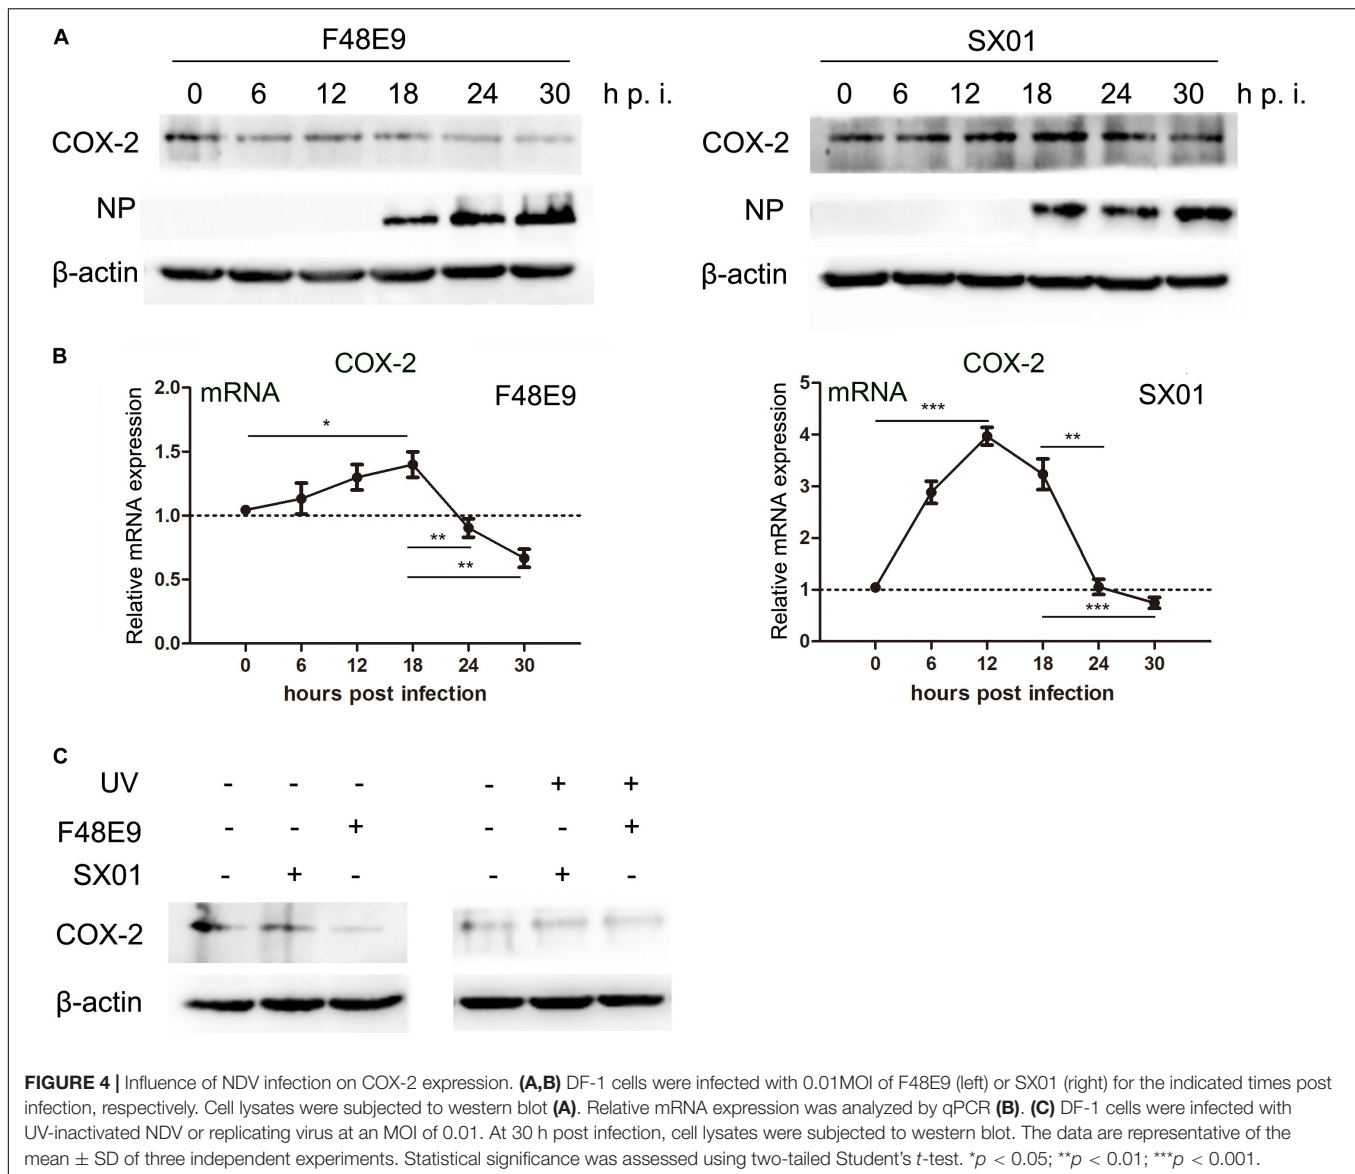 A
F48E9
0 6 12 18 24 30 h p. i.
COX-2
NP
β-actin
SX01
0 6 12 18 24 30 h p. i.
COX-2
NP
β-actin
B
COX-2
mRNA
F48E9
Relative mRNA expression
2.0
1.5
1.0
0.5
0.0
*
**
**
0 6 12 18 24 30
hours post infection
COX-2
mRNA
SX01
Relative mRNA expression
5
4
3
2
1
0
***
**
***
0 6 12 18 24 30
hours post infection
C
UV - - - - + +
F48E9 - - + - - +
SX01 - + - - + -
COX-2
β-actin
FIGURE 4 | Influence of NDV infection on COX-2 expression. (A,B) DF-1 cells were infected with 0.01MOI of F48E9 (left) or SX01 (right) for the indicated times post
infection, respectively. Cell lysates were subjected to western blot (A). Relative mRNA expression was analyzed by qPCR (B). (C) DF-1 cells were infected with
UV-inactivated NDV or replicating virus at an MOI of 0.01. At 30 h post infection, cell lysates were subjected to western blot. The data are representative of the
mean ± SD of three independent experiments. Statistical significance was assessed using two-tailed Student's t-test. *p < 0.05; **p < 0.01; ***p < 0.001.